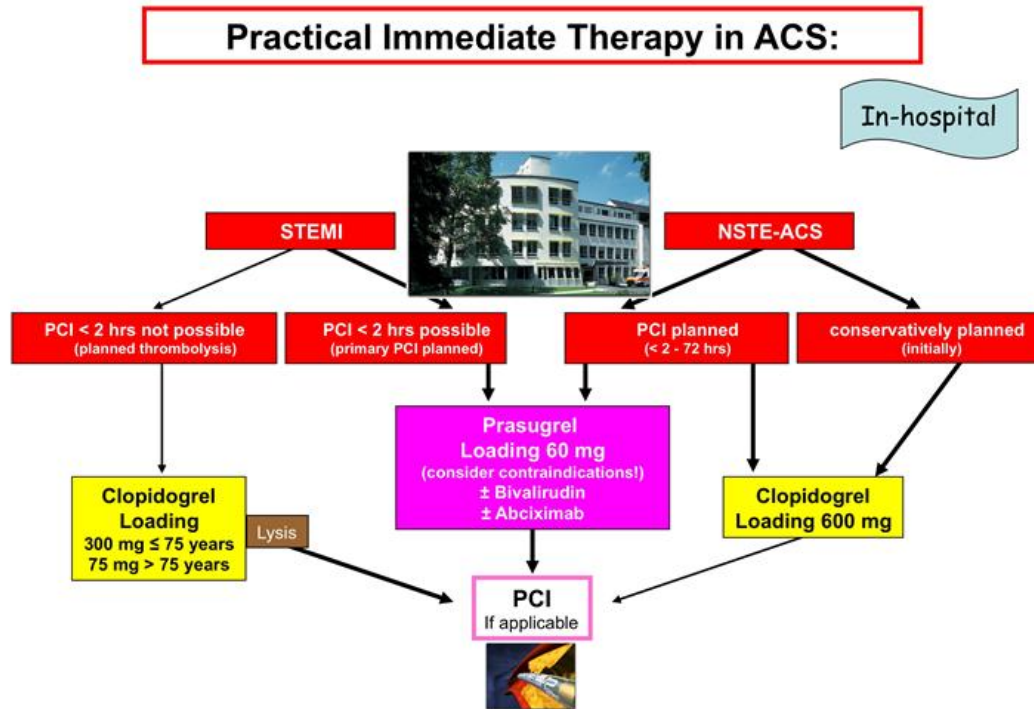 Practical Immediate Therapy in ACS:
In-hospital
STEMI
NSTE-ACS
PCI < 2 hrs not possible
(planned thrombolysis)
PCI < 2 hrs possible
(primary PCI planned)
PCI planned
(< 2 - 72 hrs)
conservatively planned
(initially)
Prasugrel
Loading 60 mg
(consider contraindications!)
± Bivalirudin
± Abciximab
Clopidogrel
Loading
300 mg ≤ 75 years
75 mg > 75 years
Lysis
Clopidogrel
Loading 600 mg
PCI
If applicable